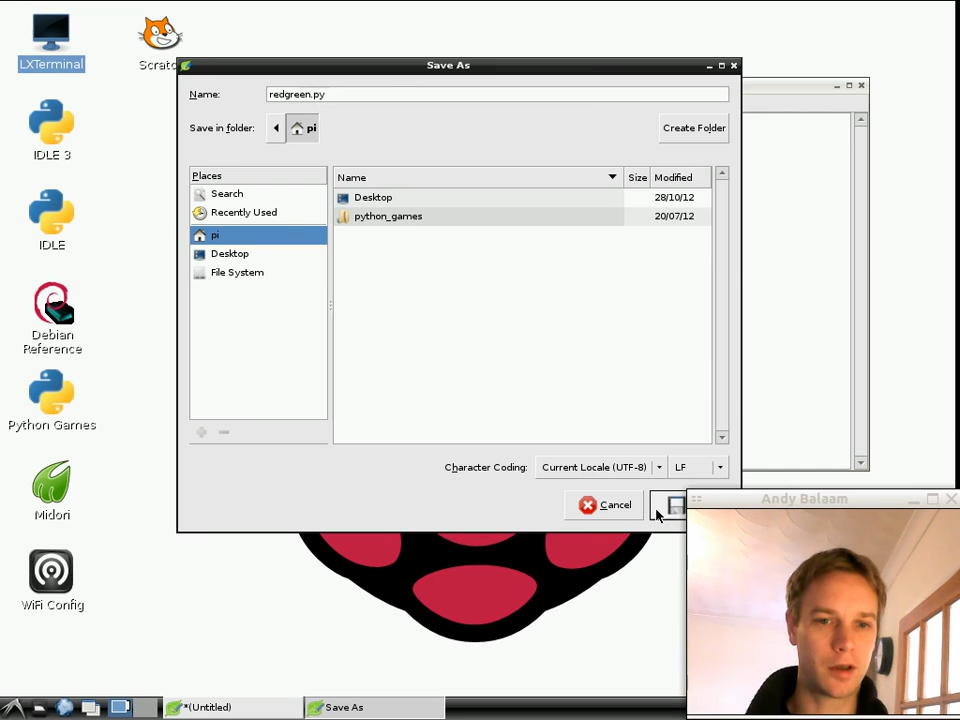 LXTerminal
Scratc
IDLE 3
IDLE
Debian
Reference
Python Games
Midori
WiFi Config
Save As
Name:
redgreen.py
Save in folder:
pi
Create Folder
Places
Search
Recently Used
pi
Desktop
File System
Name
Size
Modified
Desktop
28/10/12
python_games
20/07/12
Character Coding:
Current Locale (UTF-8)
LF
Cancel
Andy Balaam
*(Untitled)
Save As